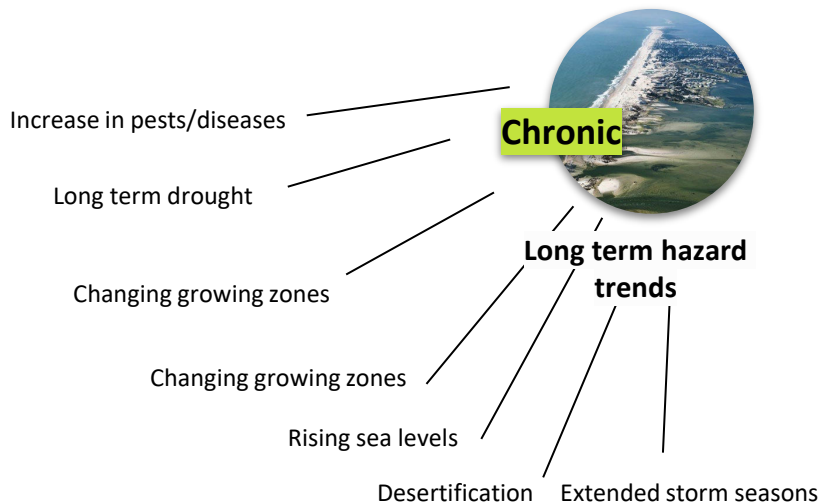 Increase in pests/diseases
Chronic
Long term drought
Long term hazard
trends
Changing growing zones
Changing growing zones
Rising sea levels
Desertification
Extended storm seasons